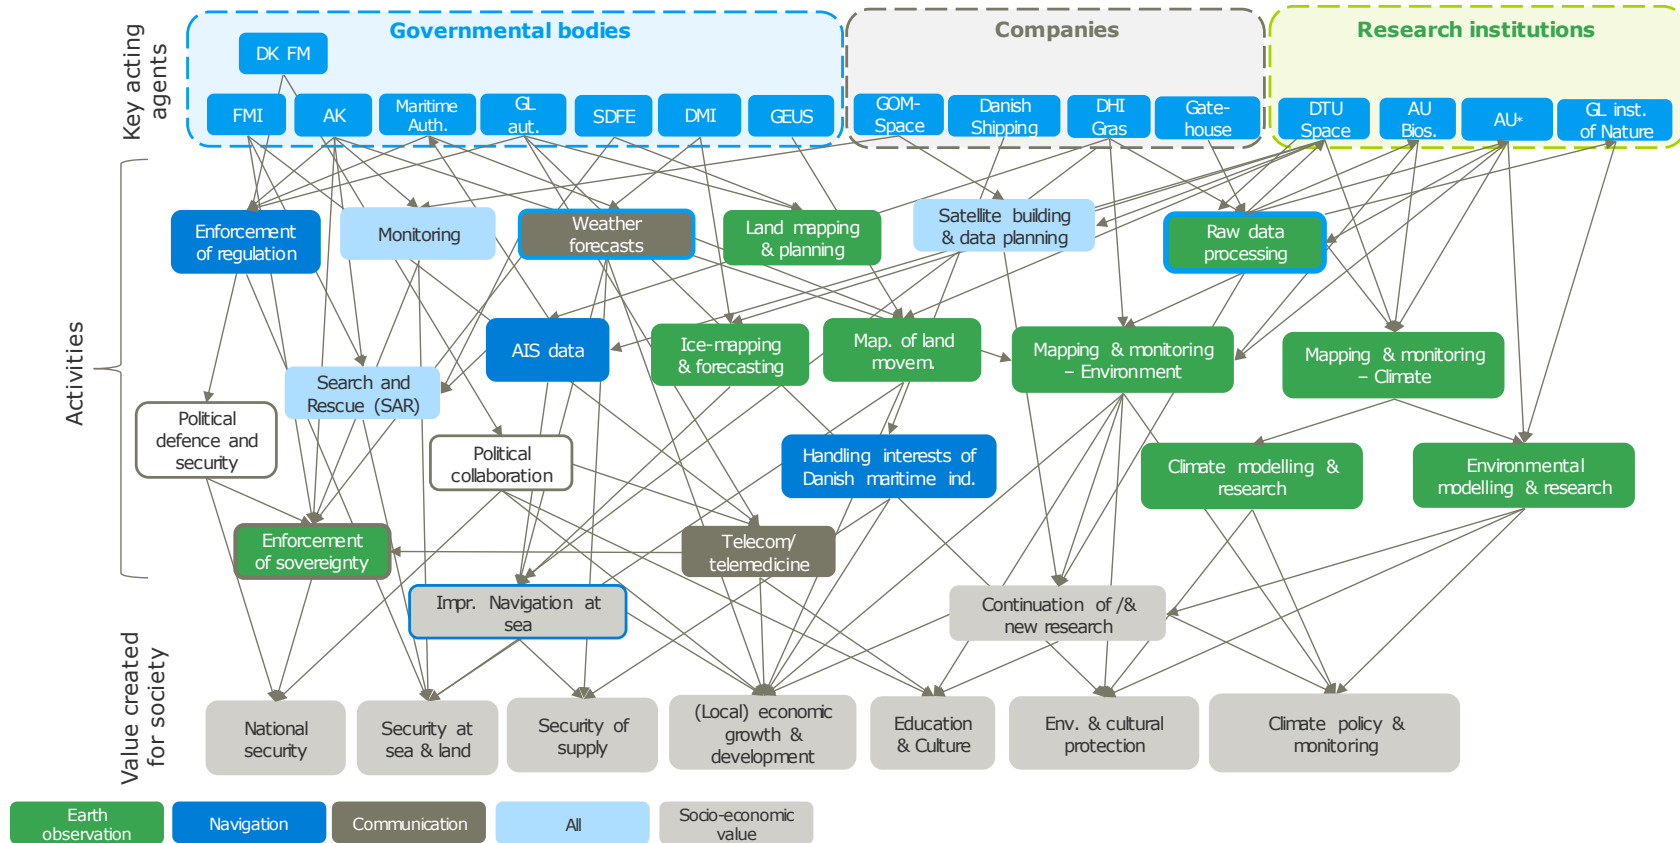 Key acting
agents
Governmental bodies
Companies
Research institutions
DK FM
FMI
AK
Maritime
Auth.
GL
aut.
SDFE
DMI
GEUS
GOM-
Space
Danish
Shipping
DHI
Gras
Gate-
house
DTU
Space
AU
Bios.
AU*
GL inst.
of Nature
Activities
Enforcement
of regulation
Monitoring
Weather
forecasts
Land mapping
& planning
Satellite building
& data planning
Raw data
processing
AIS data
Ice-mapping
& forecasting
Map. of land
movem.
Mapping & monitoring
– Environment
Mapping & monitoring
– Climate
Search and
Rescue (SAR)
Political
defence and
security
Political
collaboration
Handling interests of
Danish maritime ind.
Climate modelling &
research
Environmental
modelling & research
Enforcement
of sovereignty
Telecom/
telemedicine
Value created
for society
Impr. Navigation at
sea
Continuation of /&
new research
National
security
Security at
sea & land
Security of
supply
(Local) economic
growth &
development
Education
& Culture
Env. & cultural
protection
Climate policy &
monitoring
Earth
observation
Navigation
Communication
All
Socio-economic
value